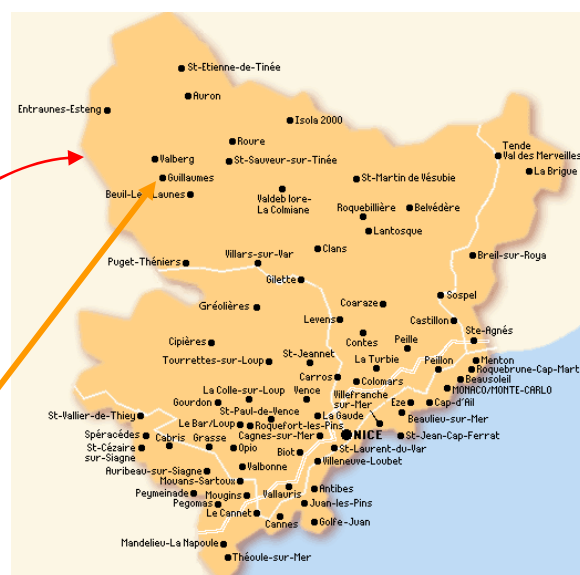 St-Etienne-de-Tinée
Auron
Entraunes-Esteng
Isola 2000
Roure
Tende
Val des Merveilles
Valberg
St-Sauveur-sur-Tinée
La Brigue
Guillaumes
St-Martin de Vésubie
Beuil-Les Launes
Valdeblore-
La Colmiane
Roquebillière
Belvédère
Lantosque
Clans
Breil-sur-Roya
Puget-Théniers
Villars-sur-Var
Gilette
Sospel
Gréolières
Coaraze
Levens
Castillon
Ste-Agnés
Cipières
Contes
Peille
St-Jeannet
Tourrettes-sur-Loup
La Turbie
Peillon
Menton
Roquebrune-Cap-Mart
Carros
Colomars
Beausoleil
MONACO/MONTE-CARLO
La Colle-sur-Loup
Vence
Villefranche
sur-Mer
Gourdon
Eze
Cap-d'Ail
St-Paul-de-Vence
St-Vallier-de-Thiey
La Gaude
Beaulieu-sur-Mer
Le Bar/Loup
Roquefort-les-Pins
Spéracèdes
Cagnes-sur-Mer
NICE
St-Jean-Cap-Ferrat
Cabris
Grasse
St-Cézaire
sur-Siagne
Opio
Biot
St-Laurent-du-Var
Villeneuve-Loubet
Auribeau-sur-Siagne
Valbonne
Mouans-Sartoux
Peymeinade
Mougins
Vallauris
Antibes
Pegomas
Juan-les-Pins
Le Cannet
Cannes
Golfe-Juan
Mandelieu-La Napoule
Théoule-sur-Mer